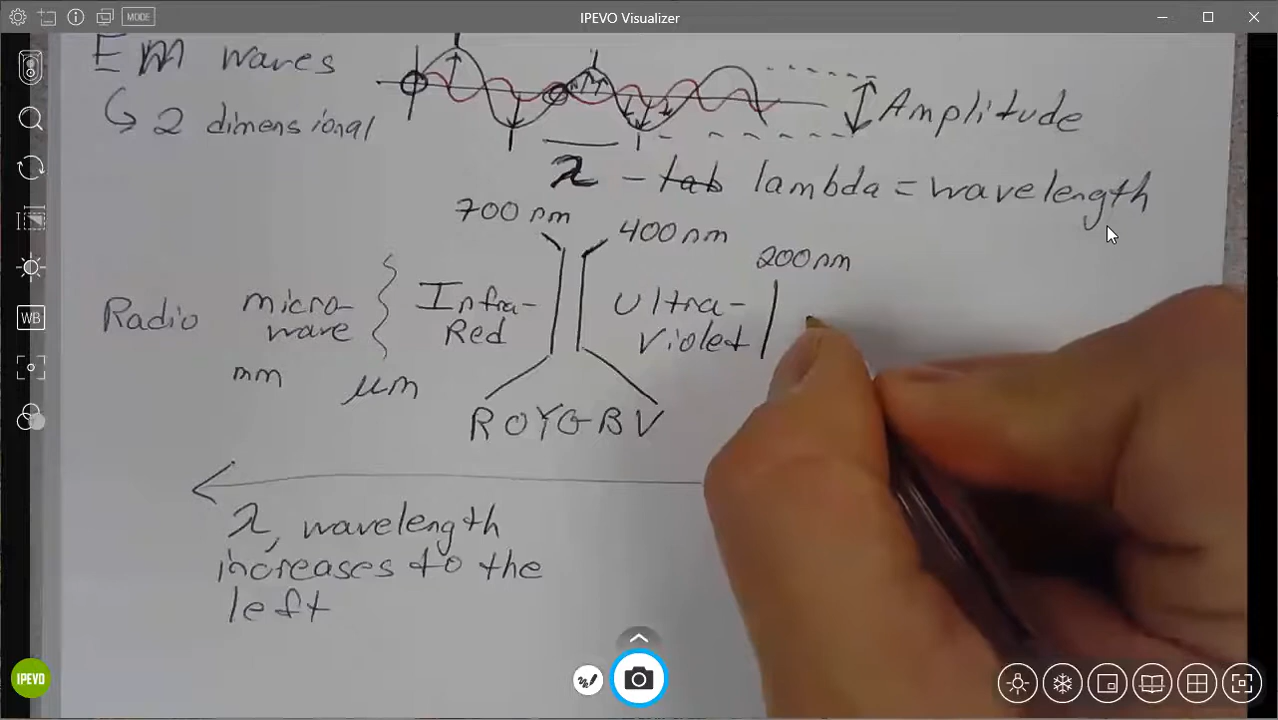 MODE
IPEVO Visualizer
EM waves
2 dimensional
Amplitude
λ - tab lambda = wavelength
700 nm
400 nm
200 nm
Radio
micro-
wave
Infra-
Red
Ultra-
Violet
mm
μm
ROYGBV
λ, wavelength
increases to the
left
WB
IPEVO